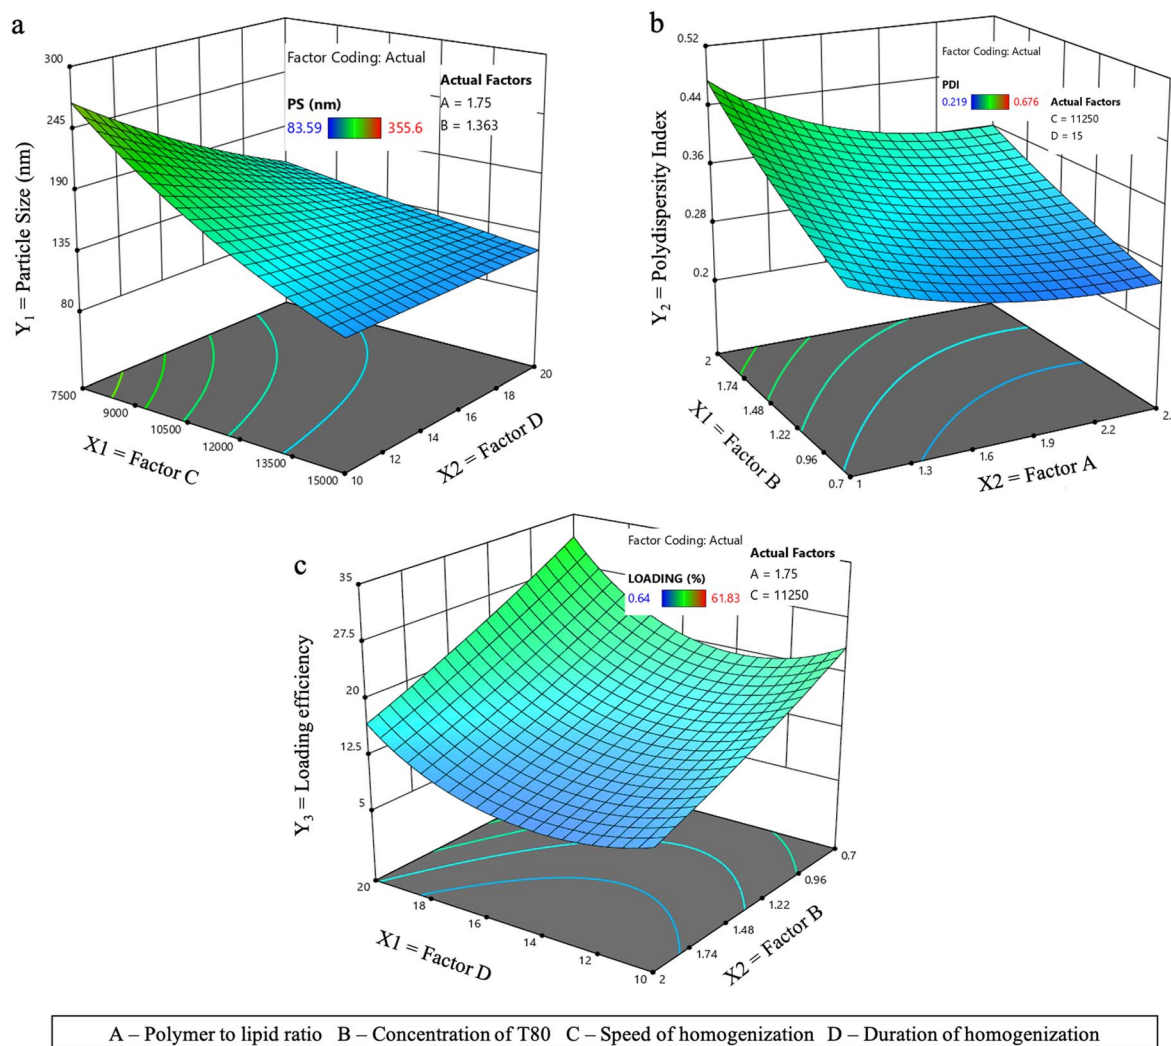 a
Factor Coding: Actual
PS (nm)
83.59 355.6
Actual Factors
A = 1.75
B = 1.363
300
245
190
135
80
Y1 = Particle Size (nm)
7500
9000
10500
12000
13500
15000
X1 = Factor C
10
12
14
16
18
20
X2 = Factor D
b
Factor Coding: Actual
PDI
0.219 0.676
Actual Factors
C = 11250
D = 15
0.52
0.44
0.36
0.28
0.2
Y2 = Polydispersity Index
2
1.74
1.48
1.22
0.96
0.7
X1 = Factor B
1
1.3
1.6
1.9
2.2
2.
X2 = Factor A
c
Factor Coding: Actual
LOADING (%)
0.64 61.83
Actual Factors
A = 1.75
C = 11250
35
27.5
20
12.5
5
Y3 = Loading efficiency
20
18
16
14
12
10
X1 = Factor D
2
1.74
1.48
1.22
0.96
0.7
X2 = Factor B
A – Polymer to lipid ratio B – Concentration of T80 C – Speed of homogenization D – Duration of homogenization